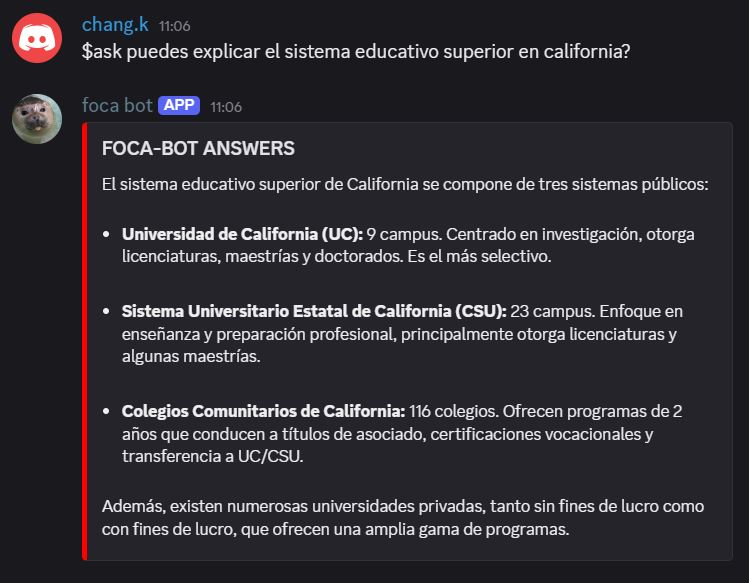 chang.k 11:06
$ask puedes explicar el sistema educativo superior en california?
foca bot APP 11:06
FOCA-BOT ANSWERS
El sistema educativo superior de California se compone de tres sistemas públicos:
• Universidad de California (UC): 9 campus. Centrado en investigación, otorga
licenciaturas, maestrías y doctorados. Es el más selectivo.
• Sistema Universitario Estatal de California (CSU): 23 campus. Enfoque en
enseñanza y preparación profesional, principalmente otorga licenciaturas y
algunas maestrías.
• Colegios Comunitarios de California: 116 colegios. Ofrecen programas de 2
años que conducen a títulos de asociado, certificaciones vocacionales y
transferencia a UC/CSU.
Además, existen numerosas universidades privadas, tanto sin fines de lucro como
con fines de lucro, que ofrecen una amplia gama de programas.